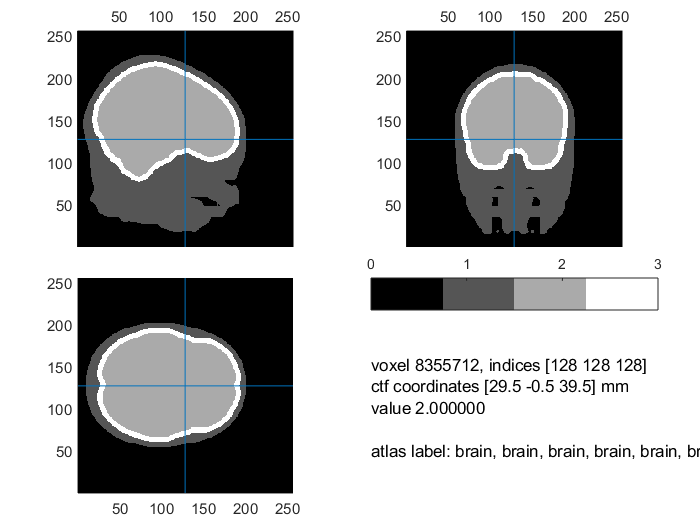 50 100 150 200 250
50 100 150 200 250
250
200
150
100
50
250
200
150
100
50
0 1 2 3
250
200
150
100
50
50 100 150 200 250
voxel 8355712, indices [128 128 128]
ctf coordinates [29.5 -0.5 39.5] mm
value 2.000000
atlas label: brain, brain, brain, brain, brain, br